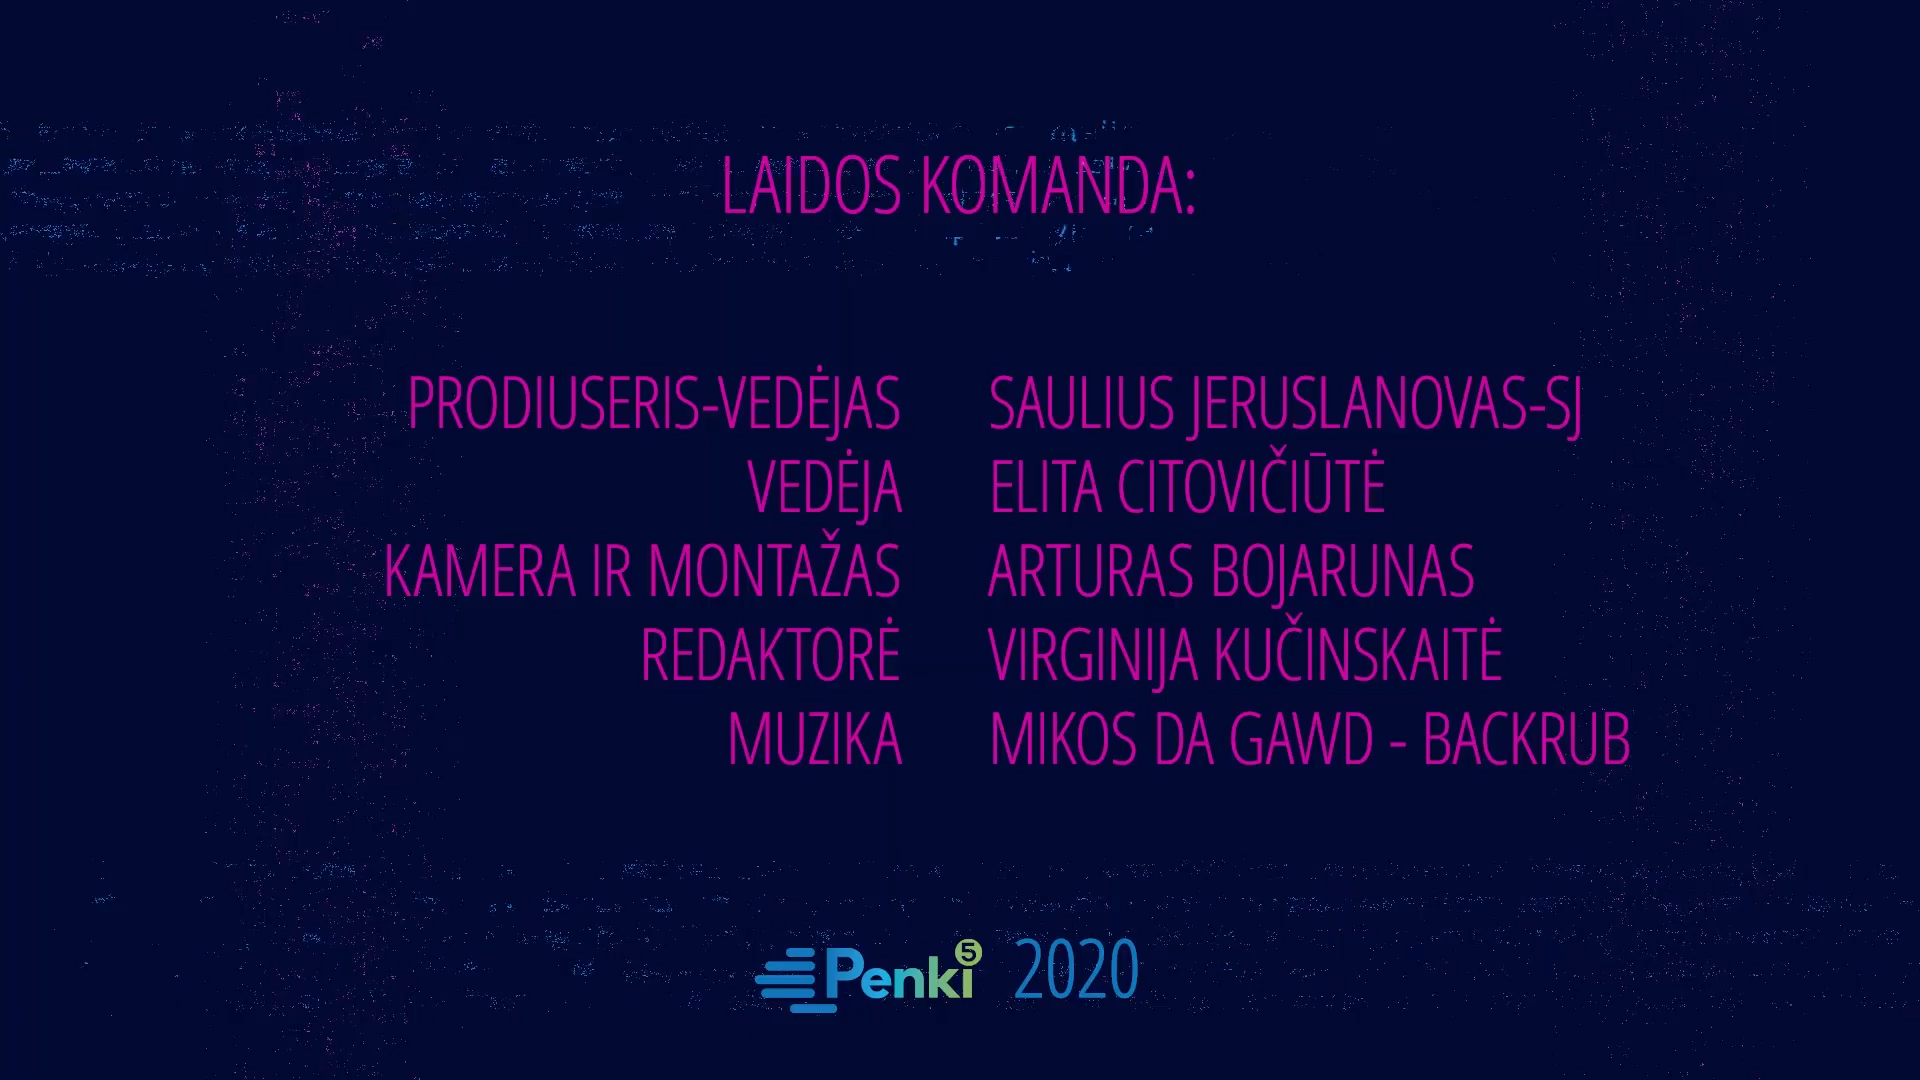 LAIDOS KOMANDA:
PRODIUSERIS-VEDĖJAS SAULIUS JERUSLANOVAS-SJ
VEDĖJA ELITA CITOVIČIŪTĖ
KAMERA IR MONTAŽAS ARTURAS BOJARUNAS
REDAKTORĖ VIRGINIJA KUČINSKAITĖ
MUZIKA MIKOS DA GAWD - BACKRUB
Penki 5 2020